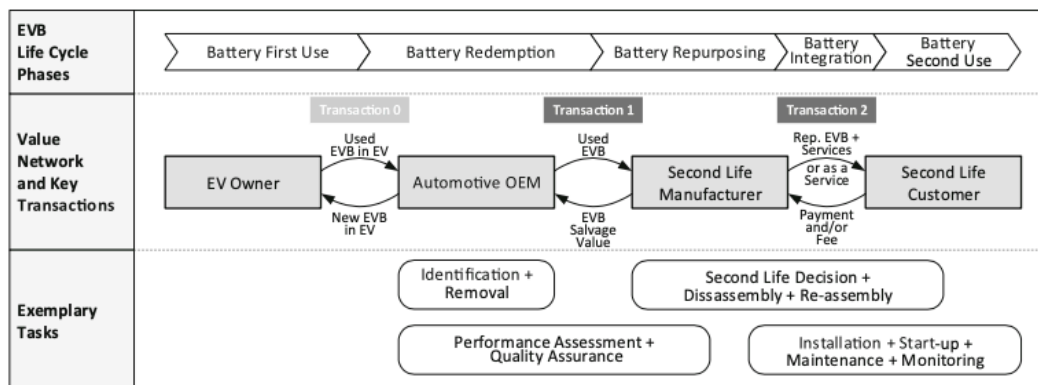 EVB
Life Cycle
Phases
Battery First Use
Battery Redemption
Battery Repurposing
Battery
Integration
Battery
Second Use
Value
Network
and Key
Transactions
Transaction 0
Transaction 1
Transaction 2
Used
EVB in EV
Used
EVB
Rep. EVB +
Services
or as a
Service
EV Owner
Automotive OEM
Second Life
Manufacturer
Second Life
Customer
New EVB
in EV
EVB
Salvage
Value
Payment
and/or
Fee
Exemplary
Tasks
Identification +
Removal
Second Life Decision +
Disassembly + Re-assembly
Performance Assessment +
Quality Assurance
Installation + Start-up +
Maintenance + Monitoring